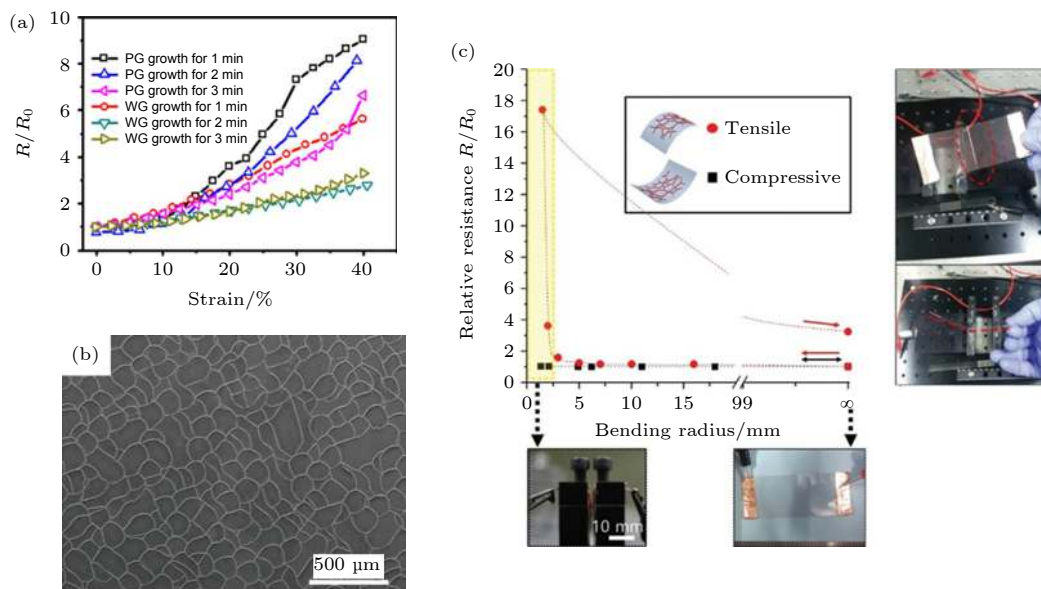 (a)
10
8
6
4
2
0
R/R0
PG growth for 1 min
PG growth for 2 min
PG growth for 3 min
WG growth for 1 min
WG growth for 2 min
WG growth for 3 min
0 10 20 30 40
Strain/%
(b)
500 µm
(c)
20
18
16
14
12
10
8
6
4
2
0
Relative resistance R/R0
Tensile
Compressive
0 5 10 15 99 ∞
Bending radius/mm
10 mm